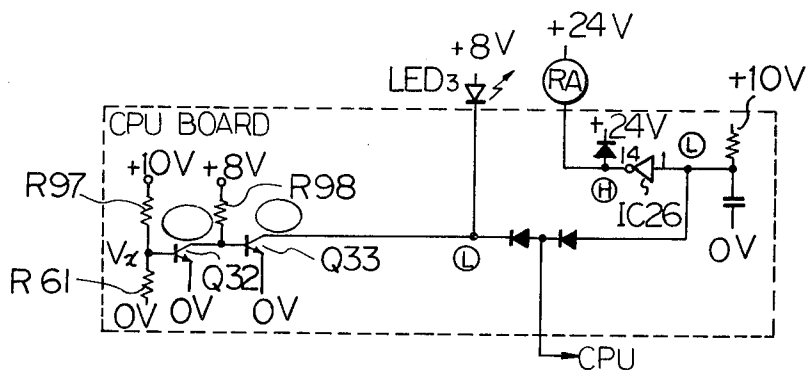 +24V
+8V
LED3
RA
+10V
CPU BOARD
+24V
L
+10V
+8V
14
1
R97
R98
H
IC26
Vx
0V
L
Q32
Q33
R61
0V
0V
0V
CPU